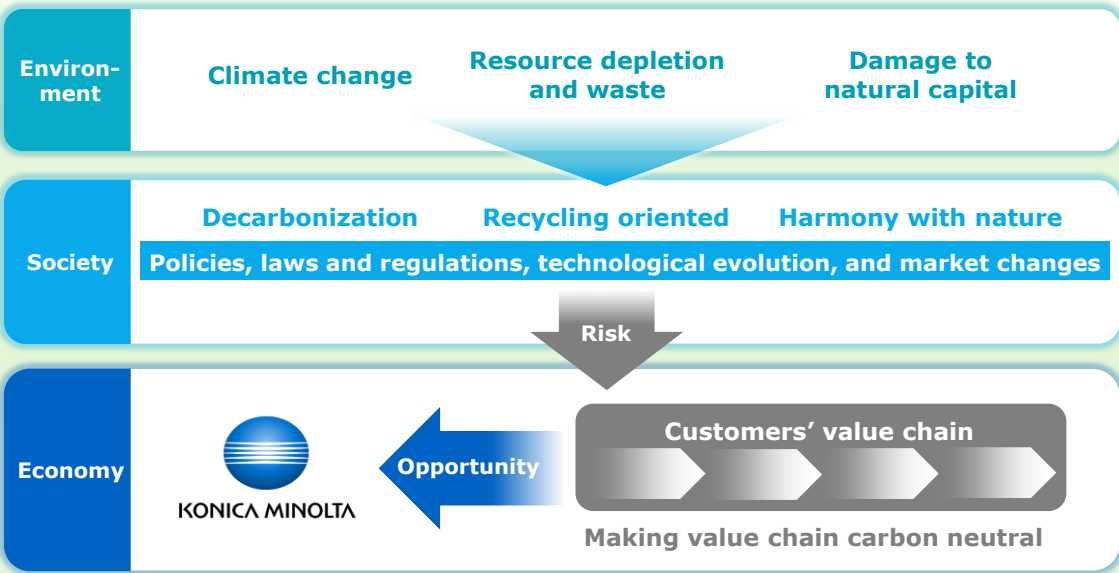 Environ-
ment
Climate change
Resource depletion
and waste
Damage to
natural capital
Society
Decarbonization
Recycling oriented
Harmony with nature
Policies, laws and regulations, technological evolution, and market changes
Risk
Economy
KONICA MINOLTA
Opportunity
Customers’ value chain
Making value chain carbon neutral